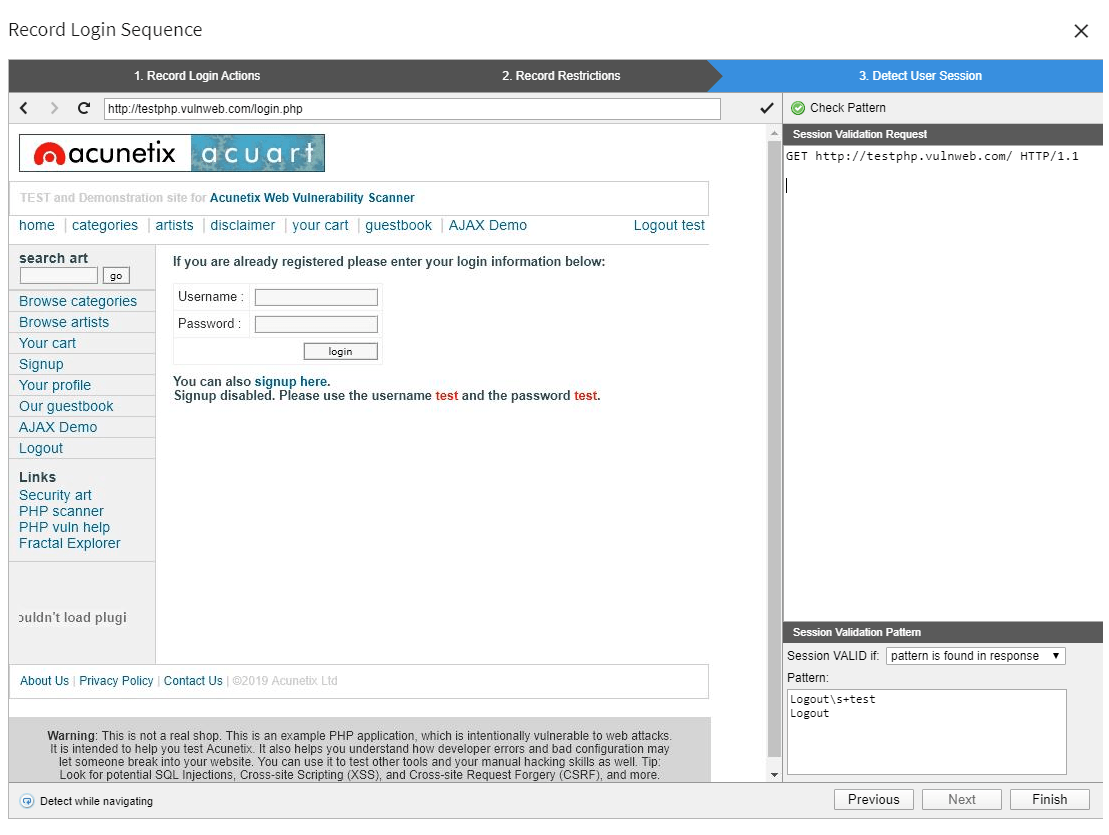 Record Login Sequence
1. Record Login Actions
2. Record Restrictions
3. Detect User Session
http://testphp.vulnweb.com/login.php
Check Pattern
Session Validation Request
GET http://testphp.vulnweb.com/ HTTP/1.1
acunetix acuart
TEST and Demonstration site for Acunetix Web Vulnerability Scanner
home | categories | artists | disclaimer | your cart | guestbook | AJAX Demo
Logout test
search art
go
Browse categories
Browse artists
Your cart
Signup
Your profile
Our guestbook
AJAX Demo
Logout
Links
Security art
PHP scanner
PHP vuln help
Fractal Explorer
ouldn't load plugi
If you are already registered please enter your login information below:
Username :
Password :
login
You can also signup here.
Signup disabled. Please use the username test and the password test.
About Us | Privacy Policy | Contact Us | ©2019 Acunetix Ltd
Warning: This is not a real shop. This is an example PHP application, which is intentionally vulnerable to web attacks.
It is intended to help you test Acunetix. It also helps you understand how developer errors and bad configuration may
let someone break into your website. You can use it to test other tools and your manual hacking skills as well. Tip:
Look for potential SQL Injections, Cross-site Scripting (XSS), and Cross-site Request Forgery (CSRF), and more.
Session Validation Pattern
Session VALID if: pattern is found in response
Pattern:
Logout\s+test
Logout
Detect while navigating
Previous
Next
Finish